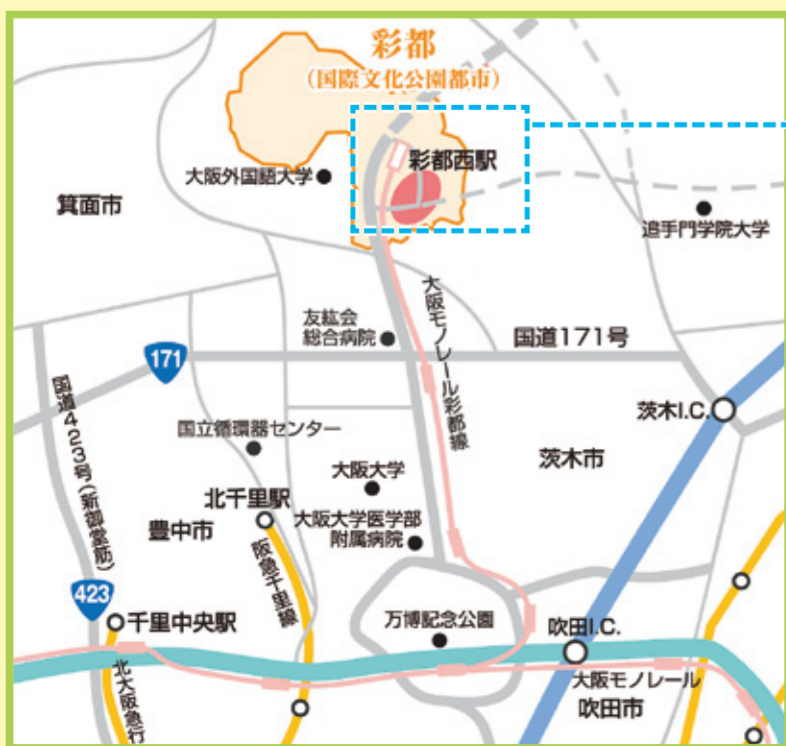 彩都
(国際文化公園都市)
彩都西駅
大阪外国語大学
箕面市
追手門学院大学
大阪モノレール彩都線
友紘会
総合病院
国道171号
171
国道423号(新御堂筋)
茨木I.C.
国立循環器センター
茨木市
大阪大学
北千里駅
豊中市
大阪大学医学部
附属病院
阪急千里線
423
千里中央駅
万博記念公園
吹田I.C.
北大阪急行
大阪モノレール
吹田市